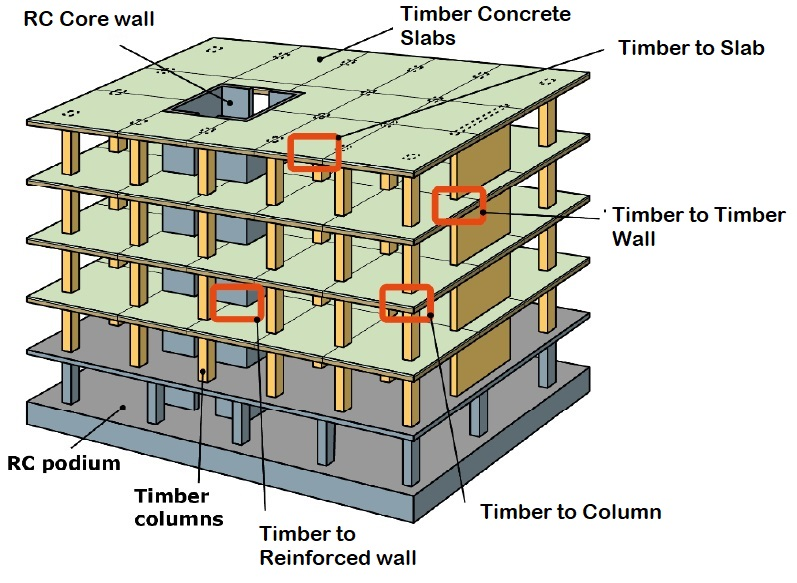 RC Core wall
Timber Concrete
Slabs
Timber to Slab
Timber to Timber
Wall
RC podium
Timber
columns
Timber to Column
Timber to
Reinforced wall